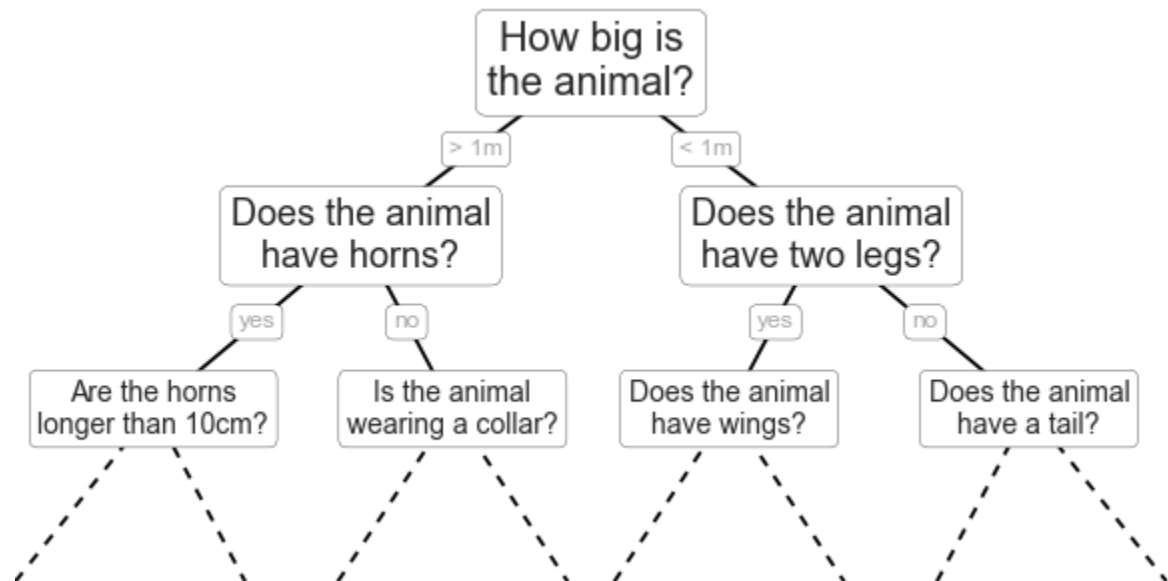 How big is
the animal?
> 1m
< 1m
Does the animal
have horns?
Does the animal
have two legs?
yes
no
yes
no
Are the horns
longer than 10cm?
Is the animal
wearing a collar?
Does the animal
have wings?
Does the animal
have a tail?